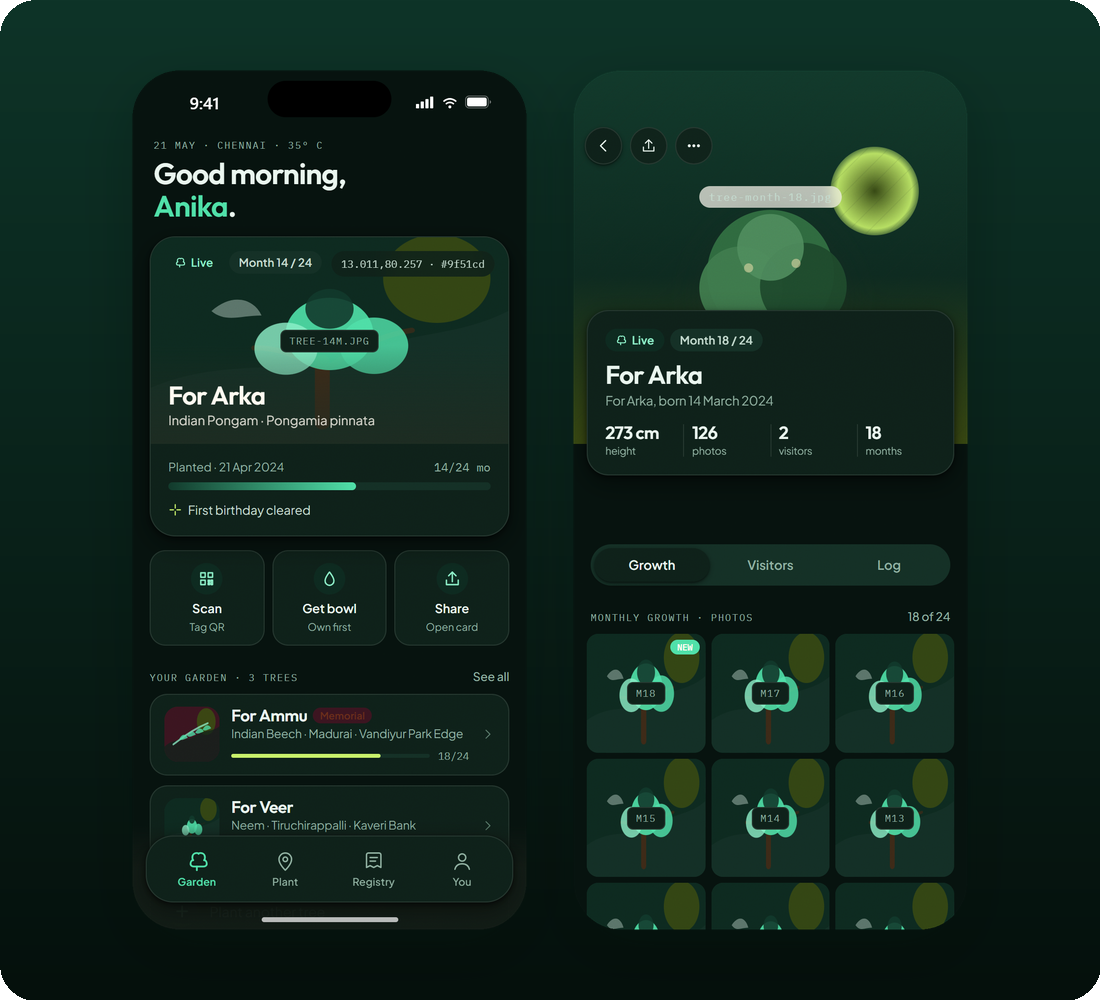 9:41
21 MAY · CHENNAI · 35° C
Good morning,
Anika.
Live
Month 14 / 24
13.011,80.257 · #9f51cd
TREE-14M.JPG
For Arka
Indian Pongam · Pongamia pinnata
Planted · 21 Apr 2024
14/24 mo
First birthday cleared
Scan
Tag QR
Get bowl
Own first
Share
Open card
YOUR GARDEN · 3 TREES
See all
For Ammu
Memorial
Indian Beech · Madurai · Vandiyur Park Edge
18/24
For Veer
Neem · Tiruchirappalli · Kaveri Bank
Garden
Plant
Registry
You
tree-month-18.jpg
Live
Month 18 / 24
For Arka
For Arka, born 14 March 2024
273 cm
height
126
photos
2
visitors
18
months
Growth
Visitors
Log
MONTHLY GROWTH · PHOTOS
18 of 24
NEW
M18
M17
M16
M15
M14
M13